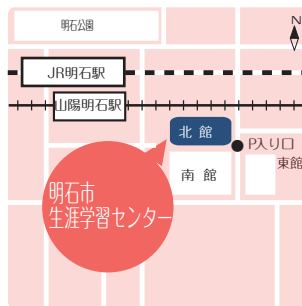 明石公園
N
JR明石駅
山陽明石駅
北館
P入り口
東館
南館
明石市
生涯学習センター